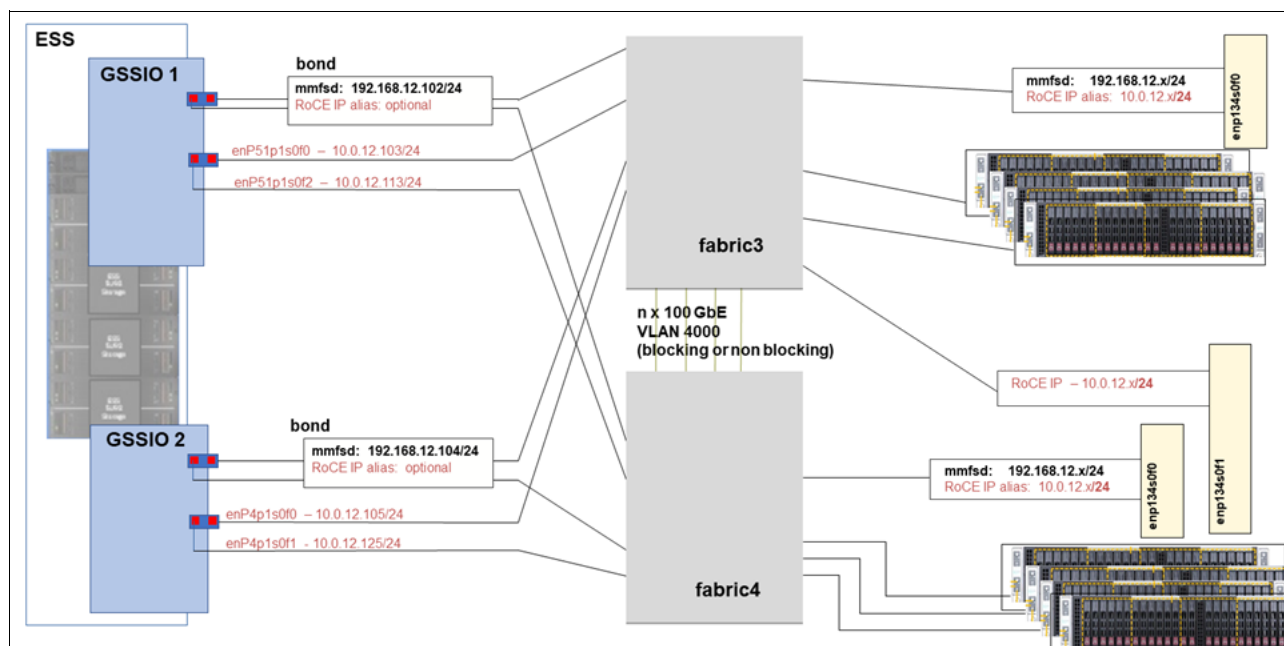 ESS
GSSIO 1
bond
mmfsd: 192.168.12.102/24
RoCE IP alias: optional
enP51p1s0f0 – 10.0.12.103/24
enP51p1s0f2 – 10.0.12.113/24
GSSIO 2
bond
mmfsd: 192.168.12.104/24
RoCE IP alias: optional
enP4p1s0f0 – 10.0.12.105/24
enP4p1s0f1 - 10.0.12.125/24
fabric3
n x 100 GbE
VLAN 4000
(blocking or non blocking)
fabric4
mmfsd: 192.168.12.x/24
RoCE IP alias: 10.0.12.x/24
enp134s0f0
RoCE IP – 10.0.12.x/24
enp134s0f1
mmfsd: 192.168.12.x/24
RoCE IP alias: 10.0.12.x/24
enp134s0f0